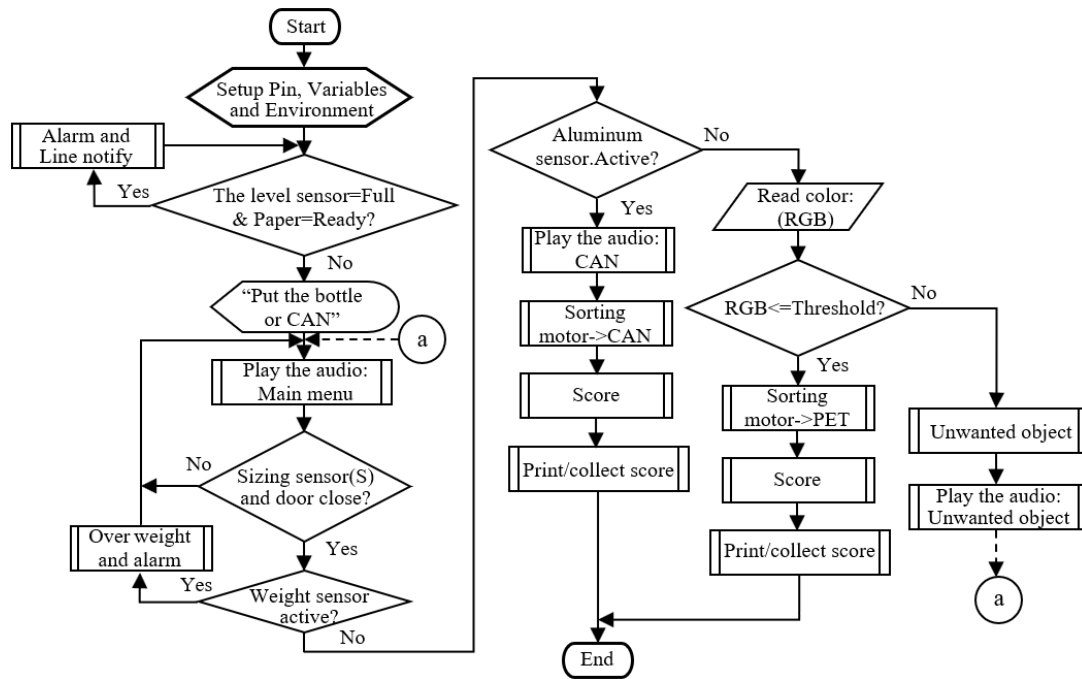 Start
Setup Pin, Variables
and Environment
Alarm and
Line notify
Yes
The level sensor=Full
& Paper=Ready?
No
“Put the bottle
or CAN”
a
Play the audio:
Main menu
No
Sizing sensor(S)
and door close?
Over weight
and alarm
Yes
Yes
Weight sensor
active?
No
Aluminum
sensor.Active?
No
Yes
Play the audio:
CAN
Sorting
motor->CAN
Score
Print/collect score
Read color:
(RGB)
RGB<=Threshold?
No
Yes
Sorting
motor->PET
Score
Print/collect score
Unwanted object
Play the audio:
Unwanted object
a
End